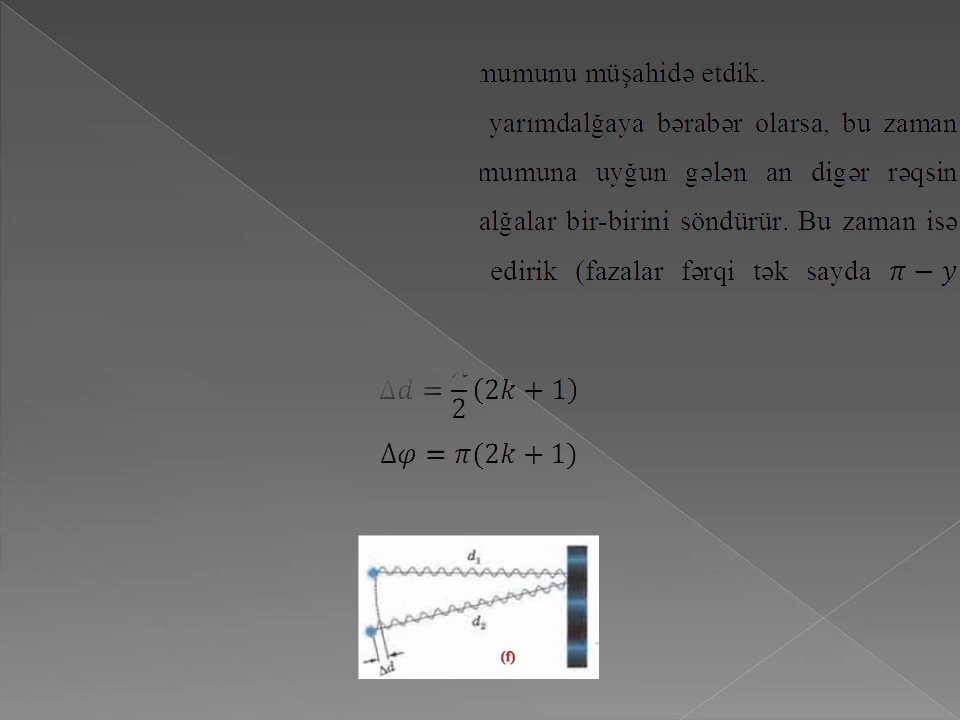 mumunu müşahidə etdik.
yarımdalğaya bərabər olarsa, bu zaman
mumuna uyğun gələn an digər rəqsin
alğalar bir-birini söndürür. Bu zaman isə
edirik (fazalar fərqi tək sayda π − y
Δd = λ/2 (2k + 1)
Δφ = π(2k + 1)
d₁
d₂
Δd
(f)